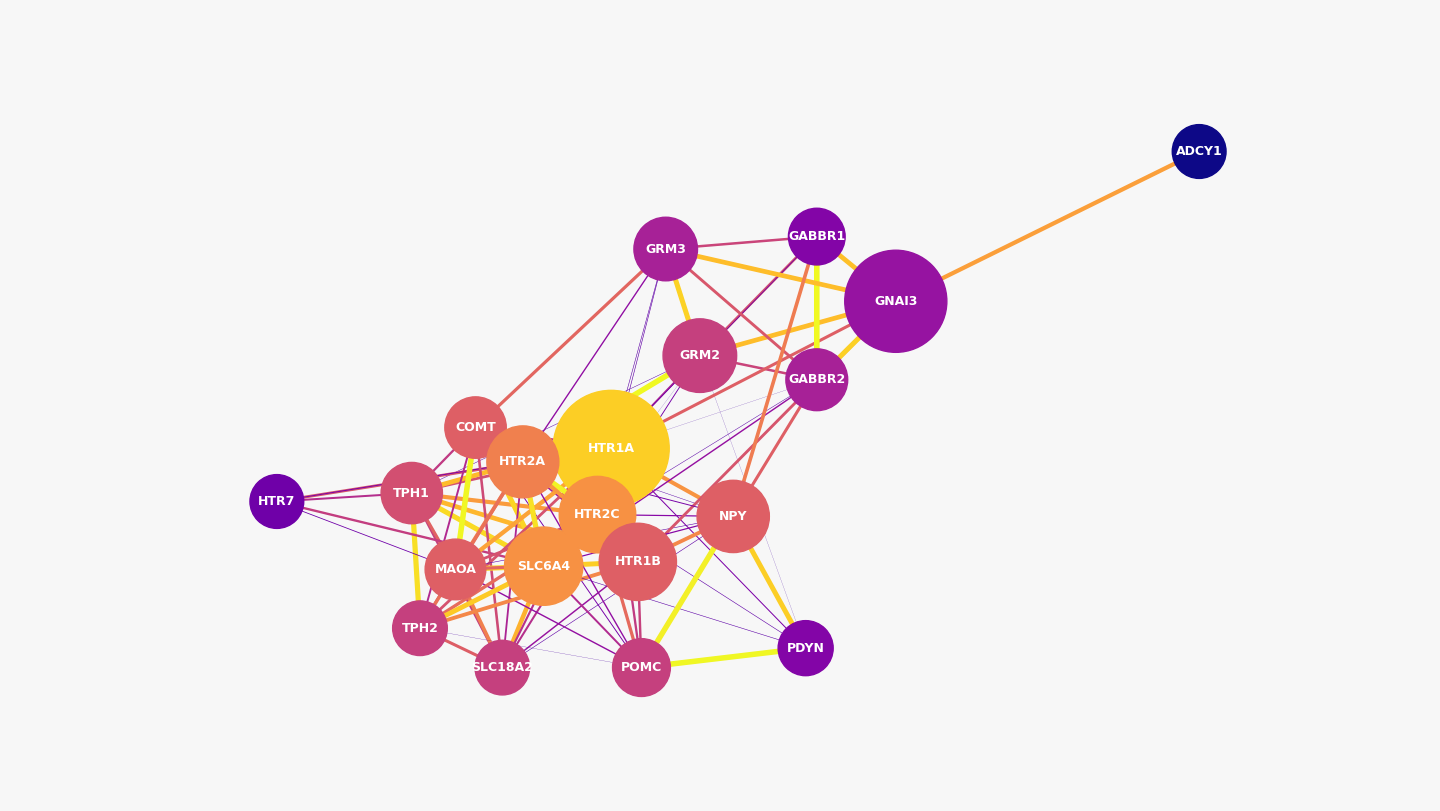 ADCY1
GABBR1
GRM3
GNAI3
GRM2
GABBR2
COMT
HTR1A
HTR2A
TPH1
HTR7
HTR2C
NPY
HTR1B
SLC6A4
MAOA
TPH2
PDYN
SLC18A2
POMC